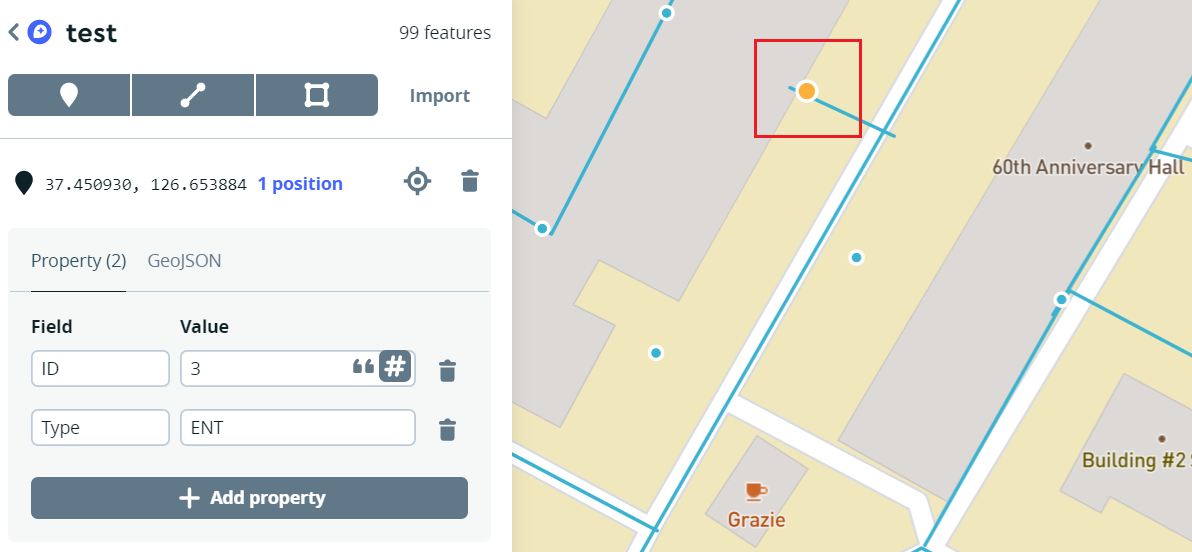 test
99 features
Import
37.450930, 126.653884 1 position
Property (2)
GeoJSON
Field
Value
ID
3
#
Type
ENT
Add property
60th Anniversary Hall
Building #2
Grazie